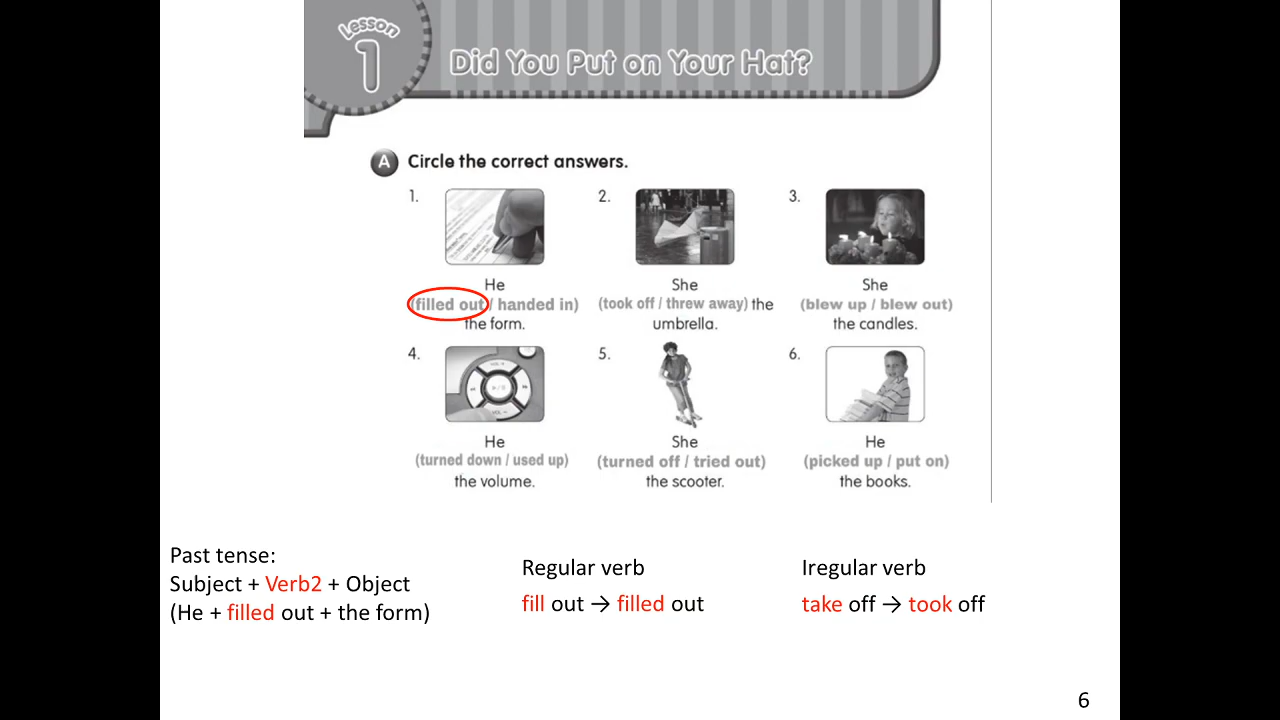 Lesson
1
Did You Put on Your Hat?
A Circle the correct answers.
1.
He
(filled out / handed in)
the form.
2.
She
(took off / threw away) the
umbrella.
3.
She
(blew up / blew out)
the candles.
4.
VOL +
VOL –
He
(turned down / used up)
the volume.
5.
She
(turned off / tried out)
the scooter.
6.
He
(picked up / put on)
the books.
Past tense:
Subject + Verb2 + Object
(He + filled out + the form)
Regular verb
fill out → filled out
Iregular verb
take off → took off
6